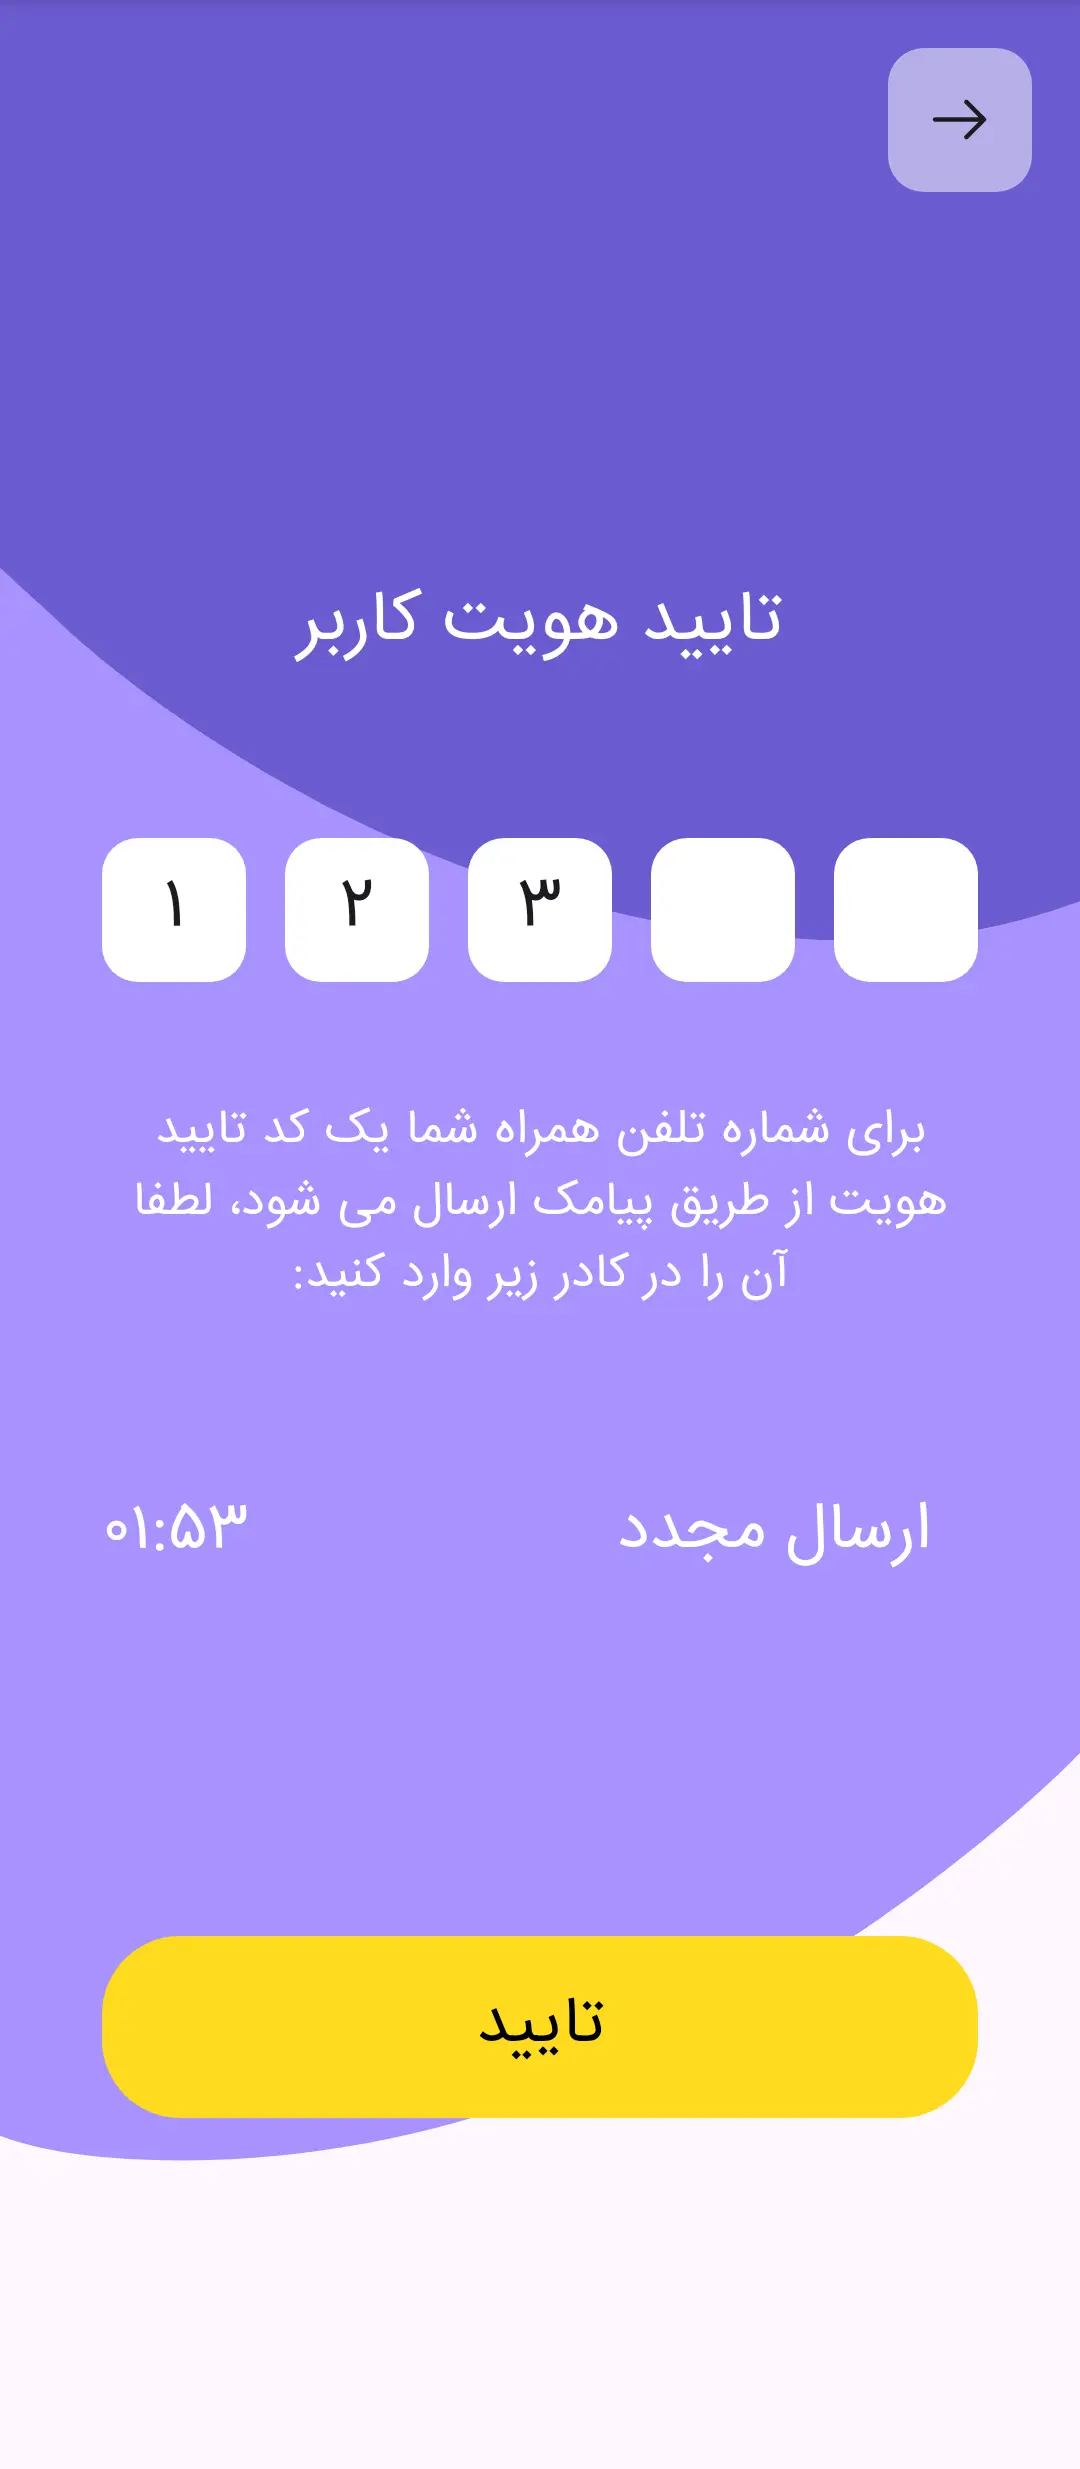 تایید هویت کاربر
۱ ۲ ۳
برای شماره تلفن همراه شما یک کد تایید
هویت از طریق پیامک ارسال می شود، لطفا
آن را در کادر زیر وارد کنید:
ارسال مجدد
۰۱:۵۳
تایید